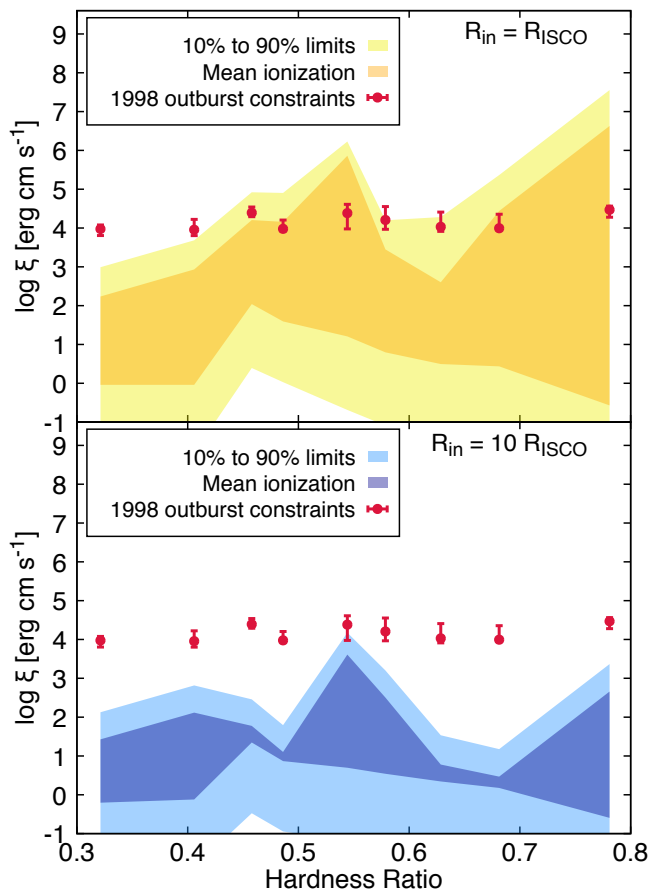 R_in = R_ISCO
10% to 90% limits
Mean ionization
1998 outburst constraints
9
8
7
6
5
4
3
2
1
0
-1
log ξ [erg cm s⁻¹]
R_in = 10 R_ISCO
10% to 90% limits
Mean ionization
1998 outburst constraints
9
8
7
6
5
4
3
2
1
0
-1
log ξ [erg cm s⁻¹]
0.3 0.4 0.5 0.6 0.7 0.8
Hardness Ratio